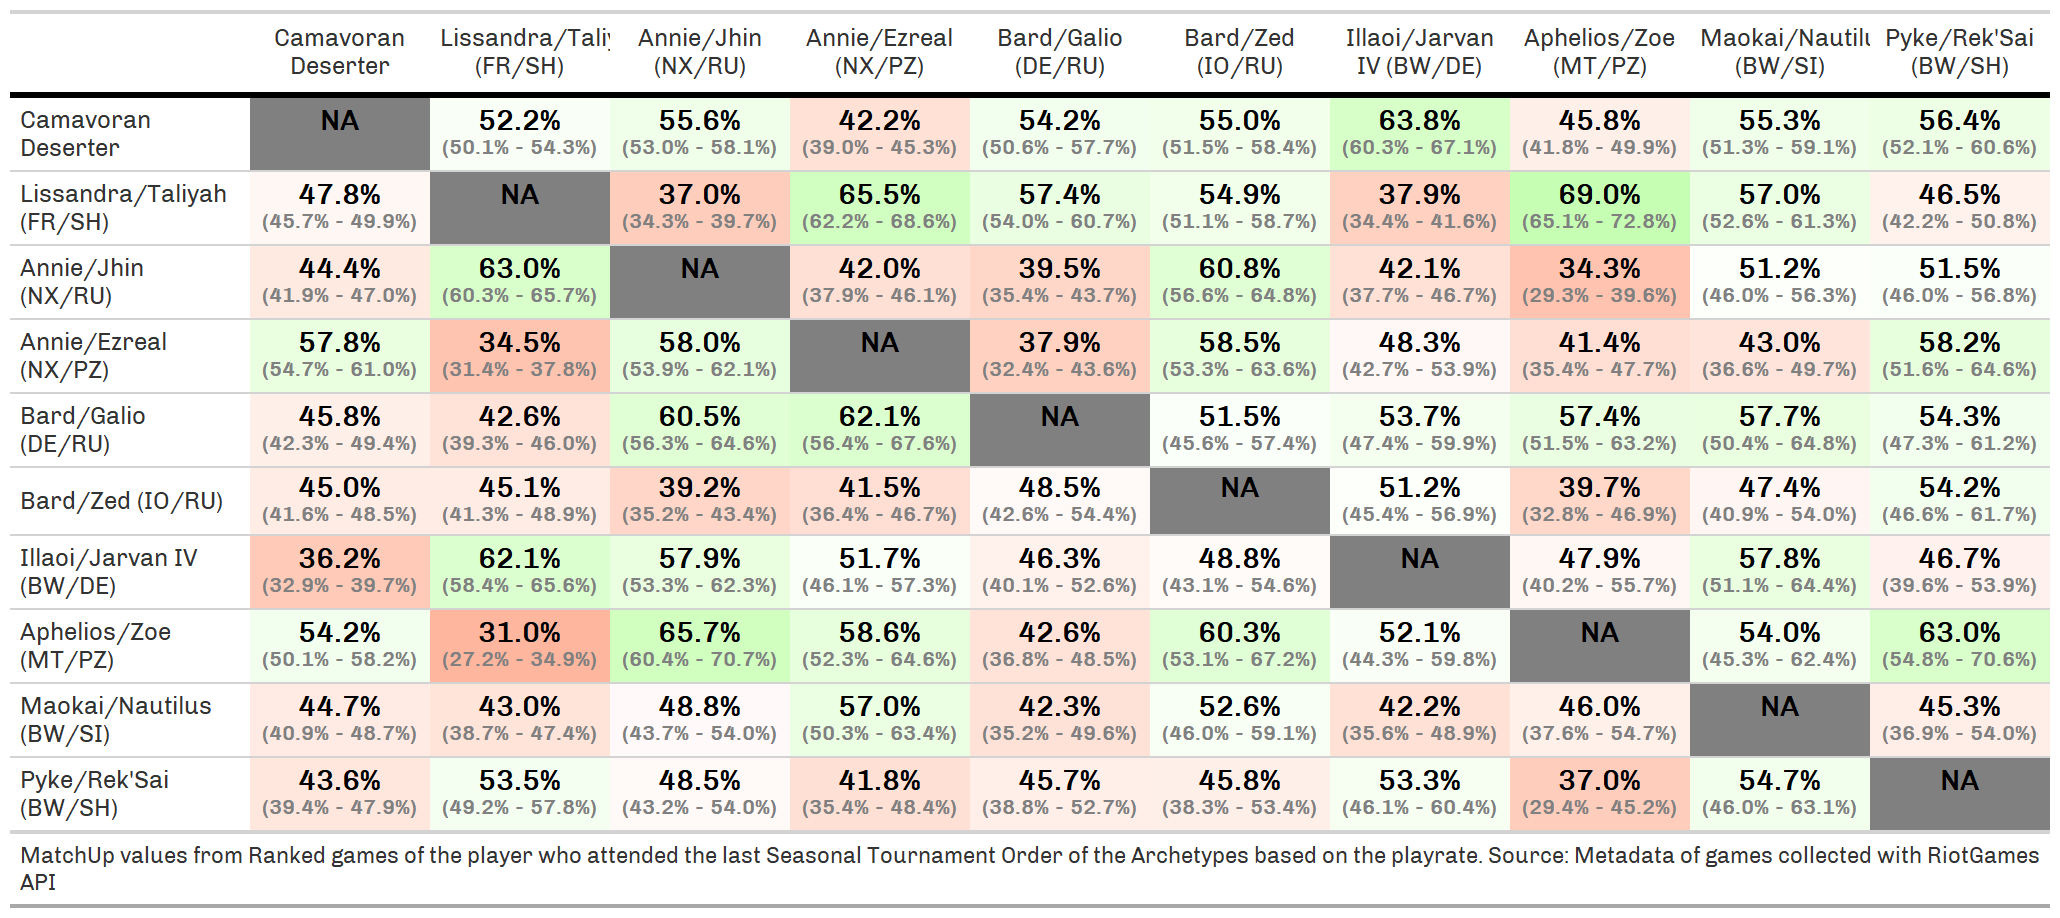 Camavoran Lissandra/Taliy Annie/Jhin Annie/Ezreal Bard/Galio Bard/Zed Illaoi/Jarvan Aphelios/Zoe Maokai/Nautilu Pyke/Rek'Sai
Deserter (FR/SH) (NX/RU) (NX/PZ) (DE/RU) (IO/RU) IV (BW/DE) (MT/PZ) (BW/SI) (BW/SH)
Camavoran NA 52.2% 55.6% 42.2% 54.2% 55.0% 63.8% 45.8% 55.3% 56.4%
Deserter (50.1% - 54.3%) (53.0% - 58.1%) (39.0% - 45.3%) (50.6% - 57.7%) (51.5% - 58.4%) (60.3% - 67.1%) (41.8% - 49.9%) (51.3% - 59.1%) (52.1% - 60.6%)
Lissandra/Taliyah 47.8% NA 37.0% 65.5% 57.4% 54.9% 37.9% 69.0% 57.0% 46.5%
(FR/SH) (45.7% - 49.9%) (34.3% - 39.7%) (62.2% - 68.6%) (54.0% - 60.7%) (51.1% - 58.7%) (34.4% - 41.6%) (65.1% - 72.8%) (52.6% - 61.3%) (42.2% - 50.8%)
Annie/Jhin 44.4% 63.0% NA 42.0% 39.5% 60.8% 42.1% 34.3% 51.2% 51.5%
(NX/RU) (41.9% - 47.0%) (60.3% - 65.7%) (37.9% - 46.1%) (35.4% - 43.7%) (56.6% - 64.8%) (37.7% - 46.7%) (29.3% - 39.6%) (46.0% - 56.3%) (46.0% - 56.8%)
Annie/Ezreal 57.8% 34.5% 58.0% NA 37.9% 58.5% 48.3% 41.4% 43.0% 58.2%
(NX/PZ) (54.7% - 61.0%) (31.4% - 37.8%) (53.9% - 62.1%) (32.4% - 43.6%) (53.3% - 63.6%) (42.7% - 53.9%) (35.4% - 47.7%) (36.6% - 49.7%) (51.6% - 64.6%)
Bard/Galio 45.8% 42.6% 60.5% 62.1% NA 51.5% 53.7% 57.4% 57.7% 54.3%
(DE/RU) (42.3% - 49.4%) (39.3% - 46.0%) (56.3% - 64.6%) (56.4% - 67.6%) (45.6% - 57.4%) (47.4% - 59.9%) (51.5% - 63.2%) (50.4% - 64.8%) (47.3% - 61.2%)
Bard/Zed (IO/RU) 45.0% 45.1% 39.2% 41.5% 48.5% NA 51.2% 39.7% 47.4% 54.2%
(41.6% - 48.5%) (41.3% - 48.9%) (35.2% - 43.4%) (36.4% - 46.7%) (42.6% - 54.4%) (45.4% - 56.9%) (32.8% - 46.9%) (40.9% - 54.0%) (46.6% - 61.7%)
Illaoi/Jarvan IV 36.2% 62.1% 57.9% 51.7% 46.3% 48.8% NA 47.9% 57.8% 46.7%
(BW/DE) (32.9% - 39.7%) (58.4% - 65.6%) (53.3% - 62.3%) (46.1% - 57.3%) (40.1% - 52.6%) (43.1% - 54.6%) (40.2% - 55.7%) (51.1% - 64.4%) (39.6% - 53.9%)
Aphelios/Zoe 54.2% 31.0% 65.7% 58.6% 42.6% 60.3% 52.1% NA 54.0% 63.0%
(MT/PZ) (50.1% - 58.2%) (27.2% - 34.9%) (60.4% - 70.7%) (52.3% - 64.6%) (36.8% - 48.5%) (53.1% - 67.2%) (44.3% - 59.8%) (45.3% - 62.4%) (54.8% - 70.6%)
Maokai/Nautilus 44.7% 43.0% 48.8% 57.0% 42.3% 52.6% 42.2% 46.0% NA 45.3%
(BW/SI) (40.9% - 48.7%) (38.7% - 47.4%) (43.7% - 54.0%) (50.3% - 63.4%) (35.2% - 49.6%) (46.0% - 59.1%) (35.6% - 48.9%) (37.6% - 54.7%) (36.9% - 54.0%)
Pyke/Rek'Sai 43.6% 53.5% 48.5% 41.8% 45.7% 45.8% 53.3% 37.0% 54.7% NA
(BW/SH) (39.4% - 47.9%) (49.2% - 57.8%) (43.2% - 54.0%) (35.4% - 48.4%) (38.8% - 52.7%) (38.3% - 53.4%) (46.1% - 60.4%) (29.4% - 45.2%) (46.0% - 63.1%)
MatchUp values from Ranked games of the player who attended the last Seasonal Tournament Order of the Archetypes based on the playrate. Source: Metadata of games collected with RiotGames
API